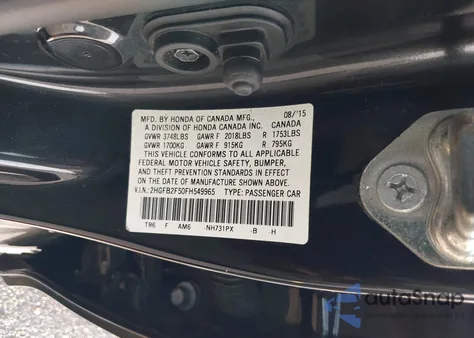 MFD. BY HONDA OF CANADA MFG., 08/'15
A DIVISION OF HONDA CANADA INC. CANADA
GVWR 3748LBS GAWR F 2018LBS R 1753LBS
GVWR 1700KG GAWR F 915KG R 795KG
THIS VEHICLE CONFORMS TO ALL APPLICABLE
FEDERAL MOTOR VEHICLE SAFETY, BUMPER,
AND THEFT PREVENTION STANDARDS IN EFFECT
ON THE DATE OF MANUFACTURE SHOWN ABOVE.
V.I.N.:2HGFB2F50FH549965 TYPE: PASSENGER CAR
TR6 F AM6 -NH731PX -B -H
autoSnap